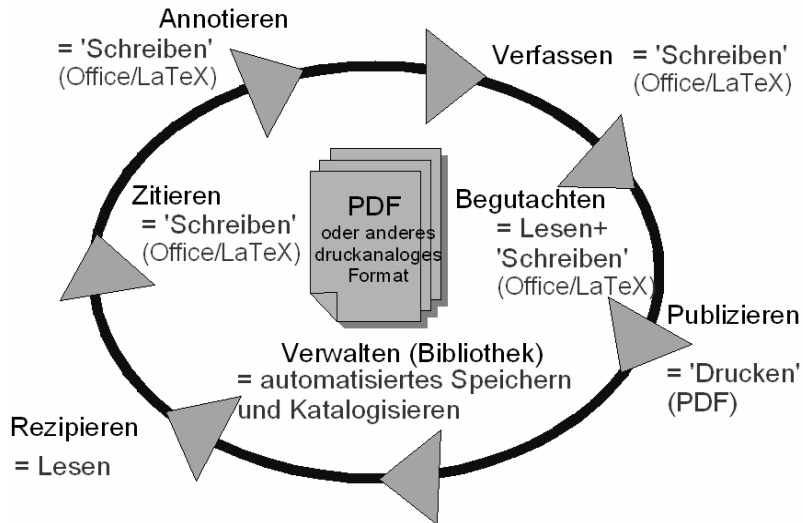 Annotieren
= 'Schreiben'
(Office/LaTeX)
Verfassen = 'Schreiben'
(Office/LaTeX)
Zitieren
= 'Schreiben'
(Office/LaTeX)
PDF
oder anderes
druckanaloges
Format
Begutachten
= Lesen+
'Schreiben'
(Office/LaTeX)
Publizieren
= 'Drucken'
(PDF)
Verwalten (Bibliothek)
= automatisiertes Speichern
und Katalogisieren
Rezipieren
= Lesen